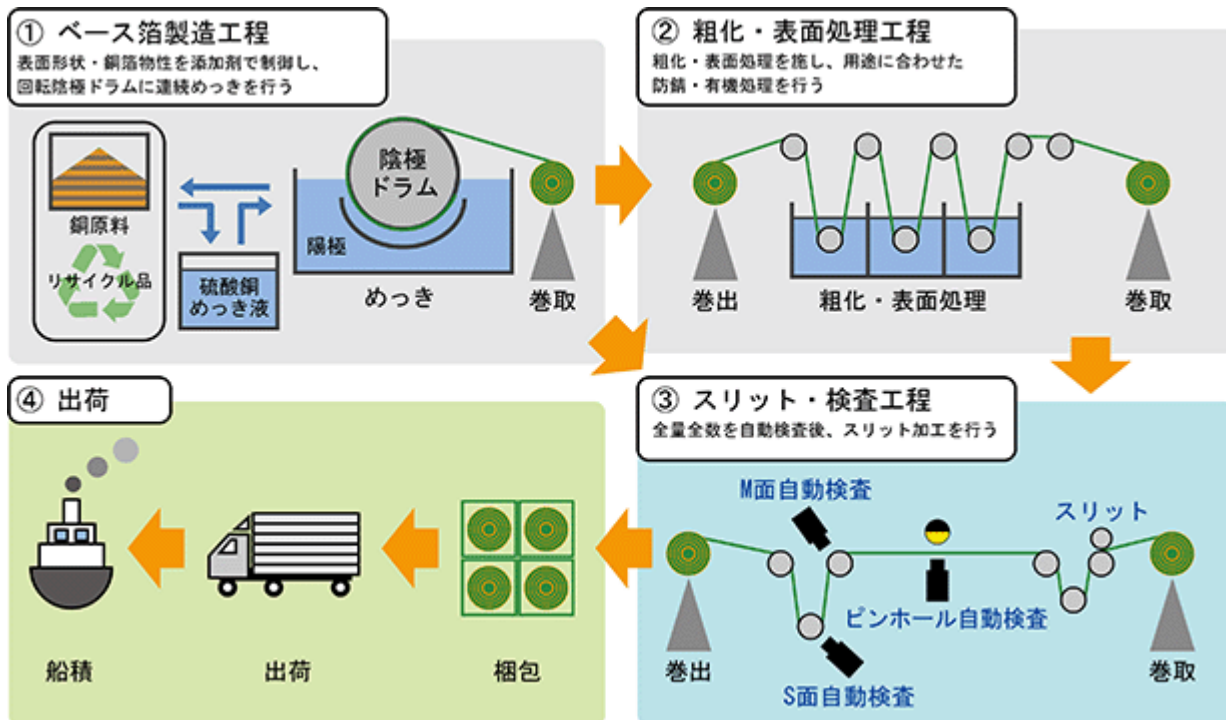 ① ベース箔製造工程
表面形状・銅箔物性を添加剤で制御し、
回転陰極ドラムに連続めっきを行う
銅原料
リサイクル品
硫酸銅
めっき液
陰極
ドラム
陽極
めっき
巻取
② 粗化・表面処理工程
粗化・表面処理を施し、用途に合わせた
防錆・有機処理を行う
巻出
粗化・表面処理
巻取
③ スリット・検査工程
全量全数を自動検査後、スリット加工を行う
M面自動検査
スリット
ピンホール自動検査
巻出
S面自動検査
巻取
④ 出荷
船積
出荷
梱包